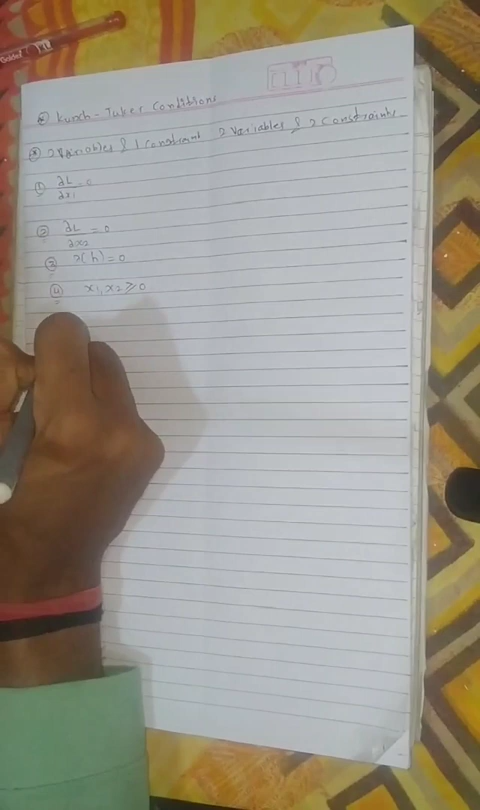 Kunch-Tuker Conditions
2 Variables & 1 Constraint 2 Variables & 2 Constraints
① ∂L/∂x₁ = 0
② ∂L/∂x₂ = 0
③ λ(h) = 0
④ x₁, x₂ ≥ 0